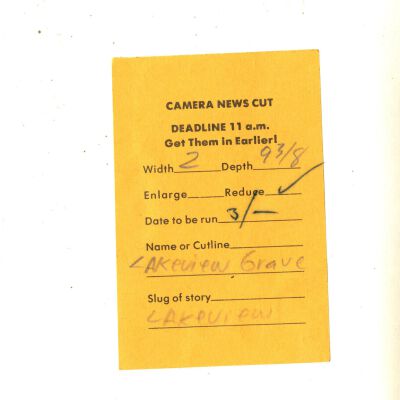 CAMERA NEWS CUT
DEADLINE 11 a.m.
Get Them in Earlier!
Width 2 Depth 9 3/8
Enlarge Reduce ✓
Date to be run 3/—
Name or Cutline
LAKeview Grave
Slug of story
LAKeview